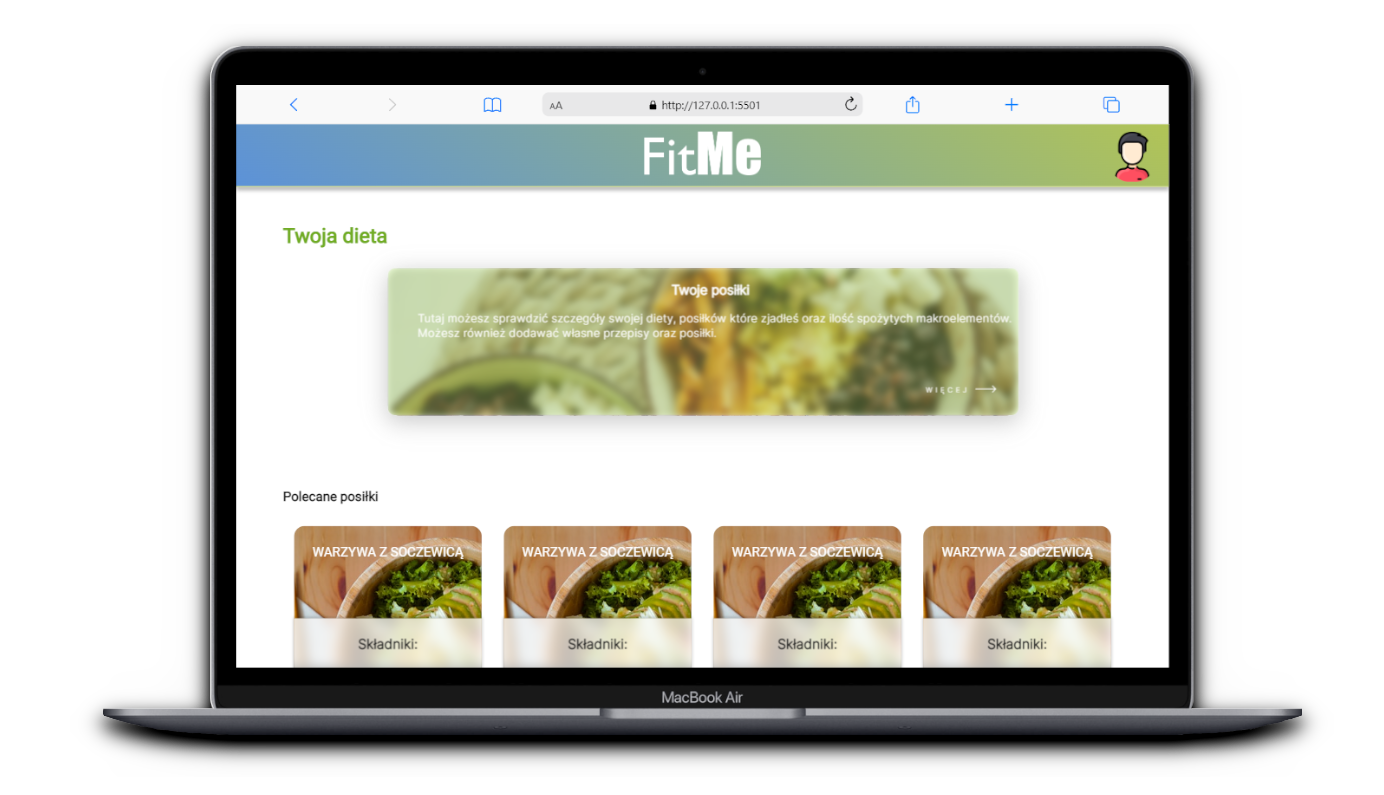 AA
http://127.0.0.1:5501
FitMe
Twoja dieta
Twoje posiłki
Tutaj możesz sprawdzić szczegóły swojej diety, posiłków które zjadłeś oraz ilość spożytych makroelementów.
Możesz również dodawać własne przepisy oraz posiłki.
WIĘCEJ
Polecane posiłki
WARZYWA Z SOCZEWICĄ
WARZYWA Z SOCZEWICĄ
WARZYWA Z SOCZEWICĄ
WARZYWA Z SOCZEWICĄ
Składniki:
Składniki:
Składniki:
Składniki:
MacBook Air